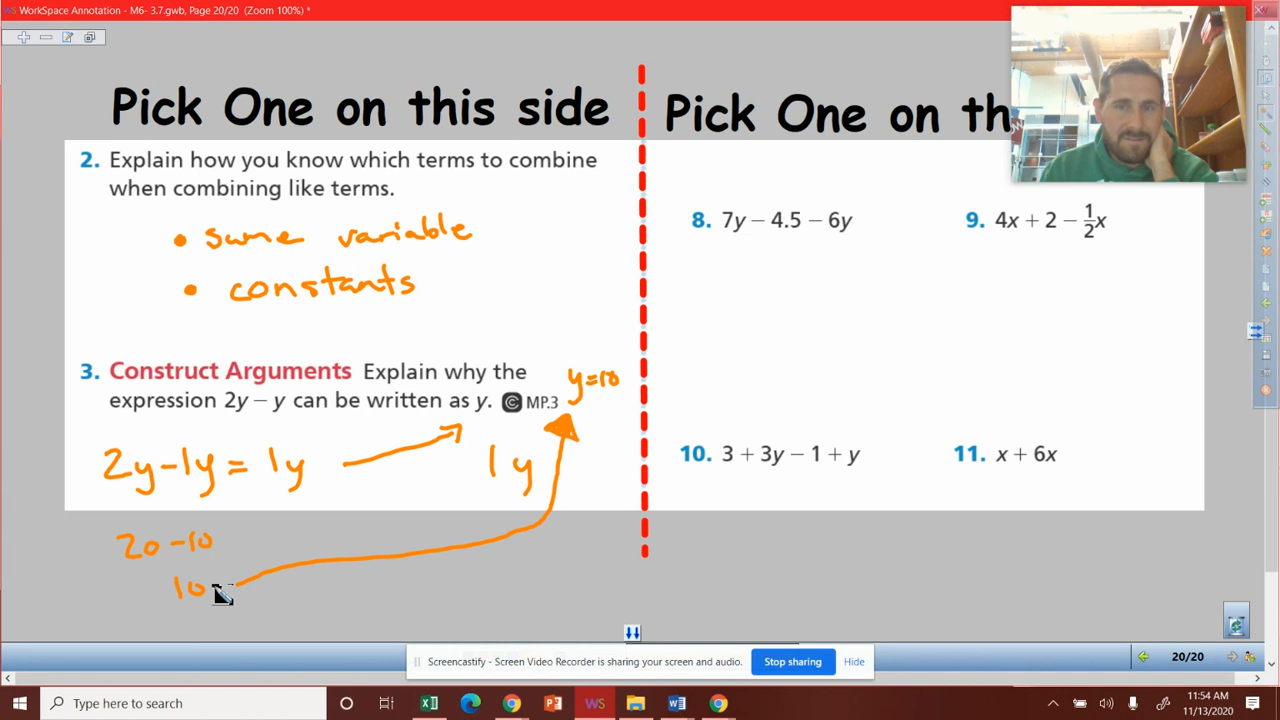 WorkSpace Annotation - M6- 3.7.gwb, Page 20/20 (Zoom 100%) *
Pick One on this side
Pick One on th
2. Explain how you know which terms to combine
when combining like terms.
• same variable
• constants
3. Construct Arguments Explain why the
expression 2y – y can be written as y. © MP.3
y=10
2y-1y = 1y
1y
20 -10
10
8. 7y – 4.5 – 6y
9. 4x + 2 – 1/2x
10. 3 + 3y – 1 + y
11. x + 6x
Screencastify - Screen Video Recorder is sharing your screen and audio.
Stop sharing
Hide
20/20
Type here to search
11:54 AM
11/13/2020